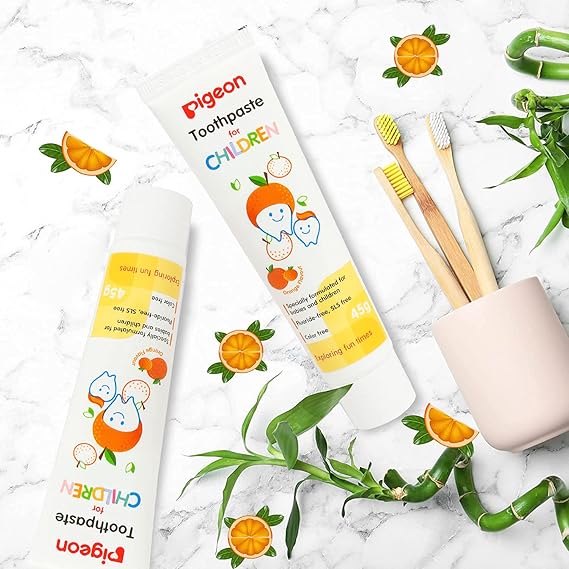 Pigeon
Toothpaste
for
CHILDREN
Orange Flavour
Specially formulated for
babies and children
Fluoride-free, SLS free
Color free
45g
Exploring fun times
Pigeon
Toothpaste
for
CHILDREN
Orange Flavour
Specially formulated for
babies and children
Fluoride-free, SLS free
Color free
45g
Exploring fun times